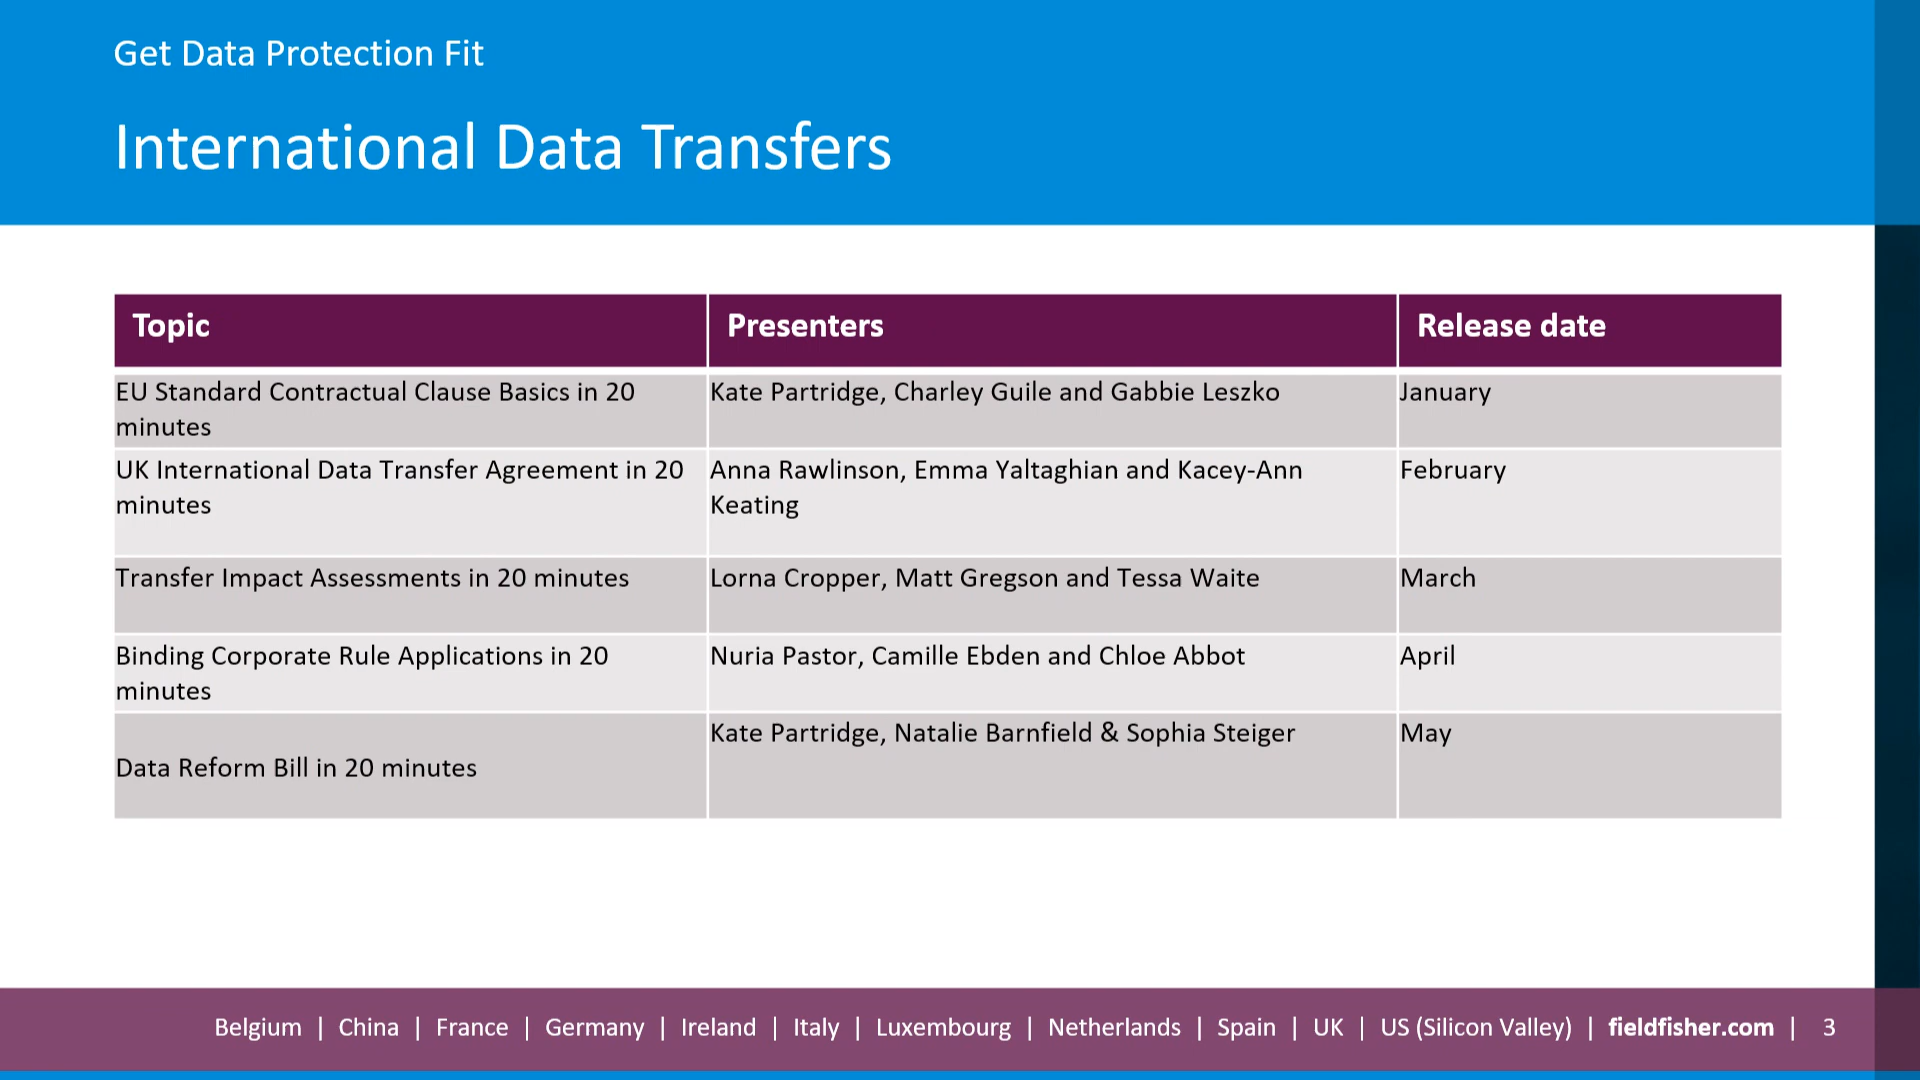 Get Data Protection Fit
International Data Transfers
Topic
Presenters
Release date
EU Standard Contractual Clause Basics in 20
minutes
Kate Partridge, Charley Guile and Gabbie Leszko
January
UK International Data Transfer Agreement in 20
minutes
Anna Rawlinson, Emma Yaltaghian and Kacey-Ann
Keating
February
Transfer Impact Assessments in 20 minutes
Lorna Cropper, Matt Gregson and Tessa Waite
March
Binding Corporate Rule Applications in 20
minutes
Nuria Pastor, Camille Ebden and Chloe Abbot
April
Data Reform Bill in 20 minutes
Kate Partridge, Natalie Barnfield & Sophia Steiger
May
Belgium | China | France | Germany | Ireland | Italy | Luxembourg | Netherlands | Spain | UK | US (Silicon Valley) | fieldfisher.com | 3